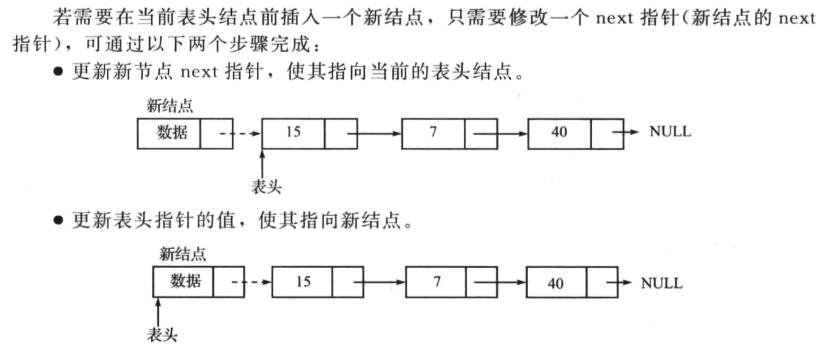 若需要在当前表头结点前插入一个新结点，只需要修改一个 next 指针(新结点的 next
指针)，可通过以下两个步骤完成：
● 更新新节点 next 指针，使其指向当前的表头结点。
新结点
数据 15 7 40 NULL
表头
● 更新表头指针的值，使其指向新结点。
新结点
数据 15 7 40 NULL
表头